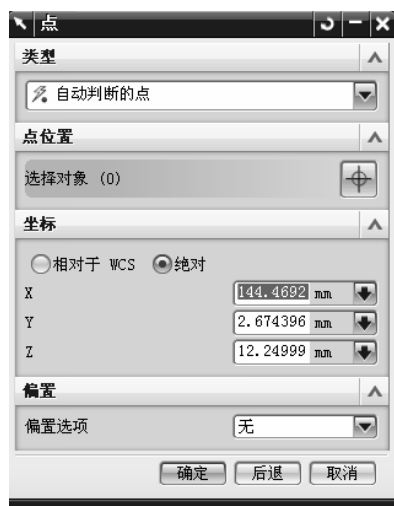 点
类型
自动判断的点
点位置
选择对象 (0)
坐标
相对于 WCS 绝对
X 144.4692 mm
Y 2.674396 mm
Z 12.24999 mm
偏置
偏置选项 无
确定 后退 取消